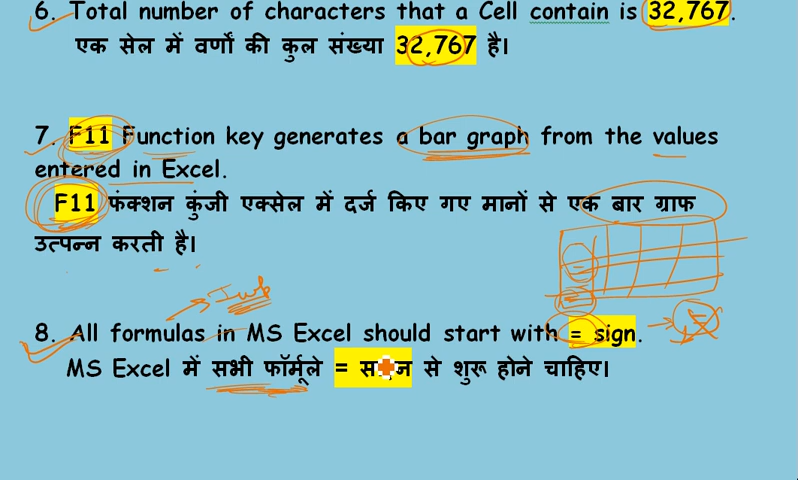 6. Total number of characters that a Cell contain is 32,767.
एक सेल में वर्णों की कुल संख्या 32,767 है।
7. F11 Function key generates a bar graph from the values
entered in Excel.
F11 फंक्शन कुंजी एक्सेल में दर्ज किए गए मानों से एक बार ग्राफ
उत्पन्न करती है।
8. All formulas in MS Excel should start with = sign.
MS Excel में सभी फॉर्मूले = से शुरू होने चाहिए।